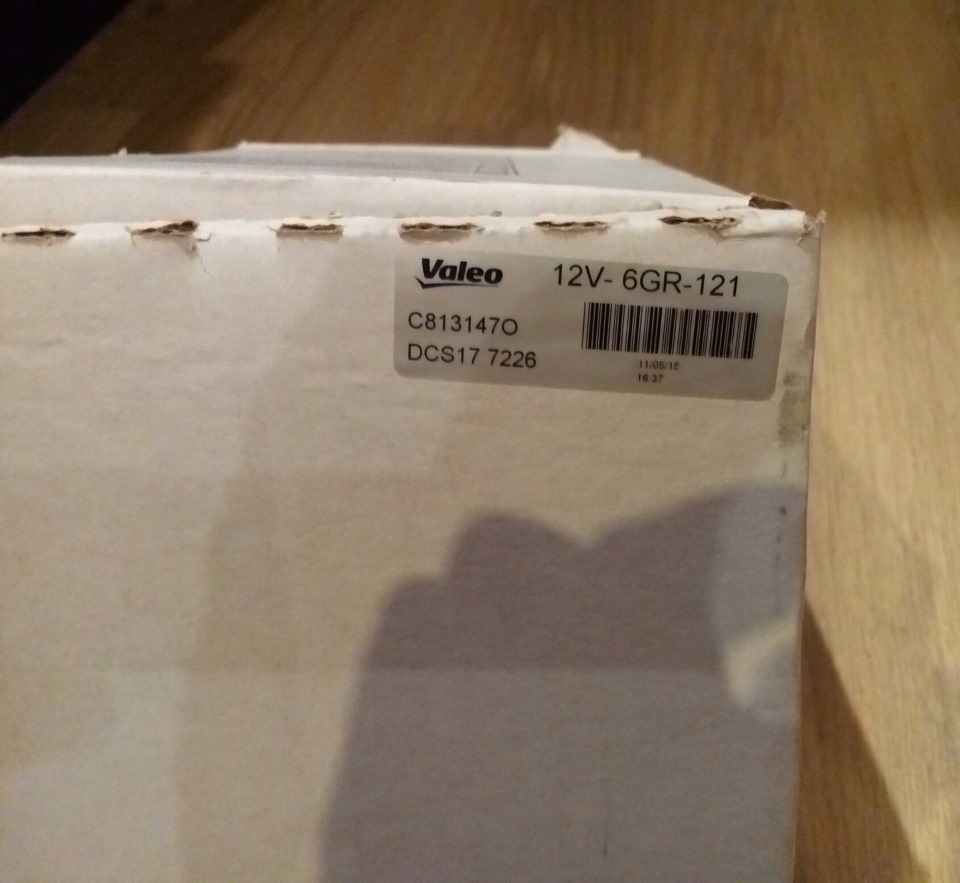 Valeo
12V- 6GR-121
C813147O
DCS17 7226
11/05/15
16 37